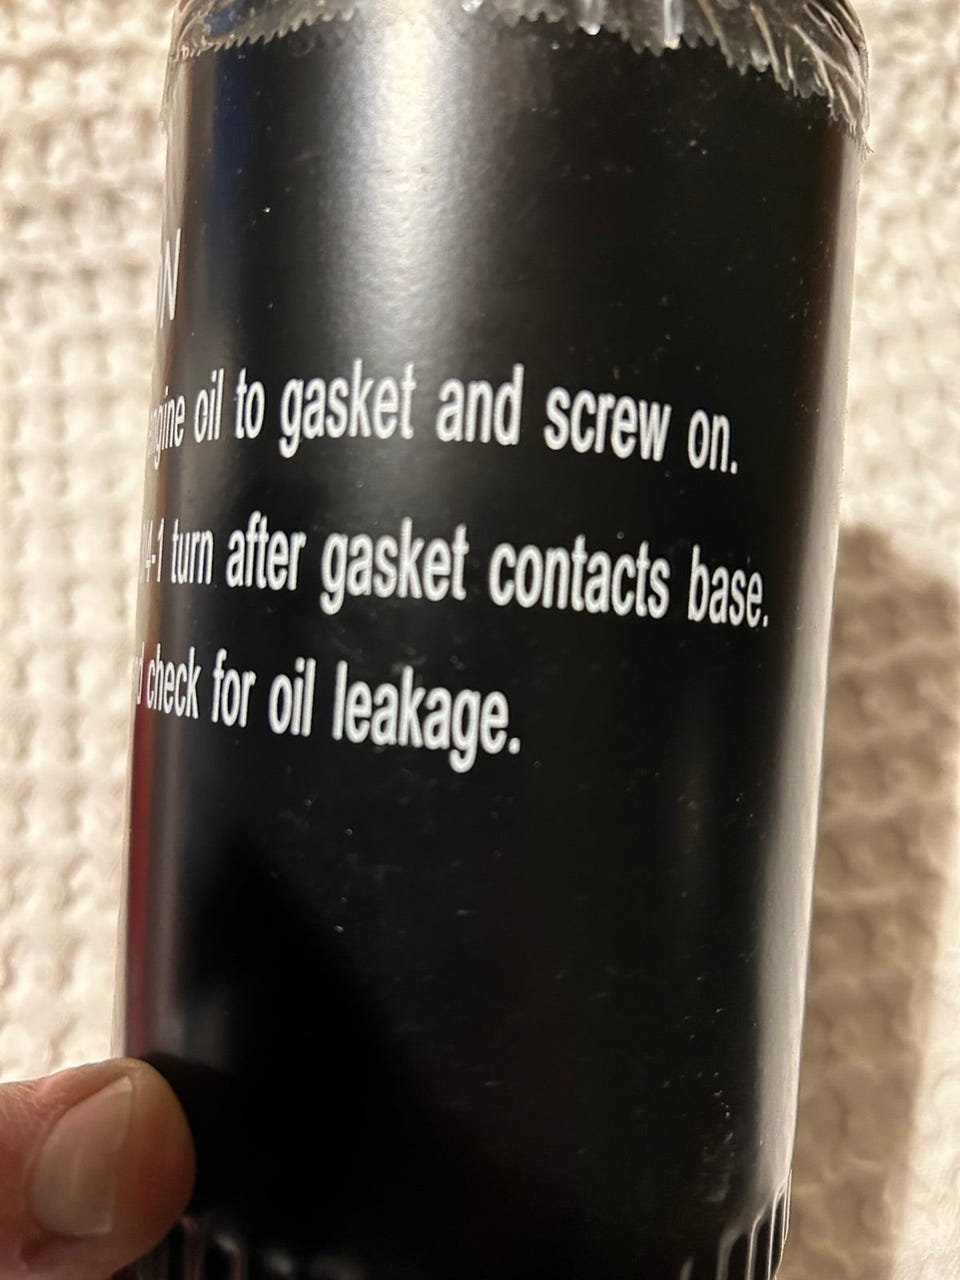 oil to gasket and screw on.
turn after gasket contacts base.
check for oil leakage.